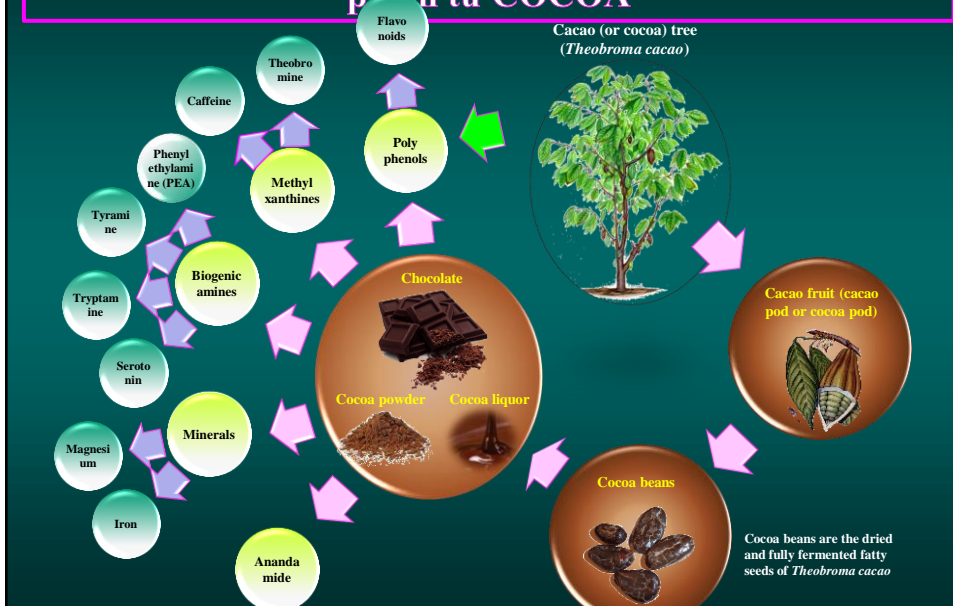 COCOA
Flavo
noids
Cacao (or cocoa) tree
(Theobroma cacao)
Theobro
mine
Caffeine
Poly
phenols
Phenyl
ethylami
ne (PEA)
Methyl
xanthines
Tyrami
ne
Biogenic
amines
Chocolate
Cacao fruit (cacao
pod or cocoa pod)
Tryptam
ine
Seroto
nin
Cocoa powder
Cocoa liquor
Minerals
Magnesi
um
Cocoa beans
Iron
Cocoa beans are the dried
and fully fermented fatty
seeds of Theobroma cacao
Ananda
mide